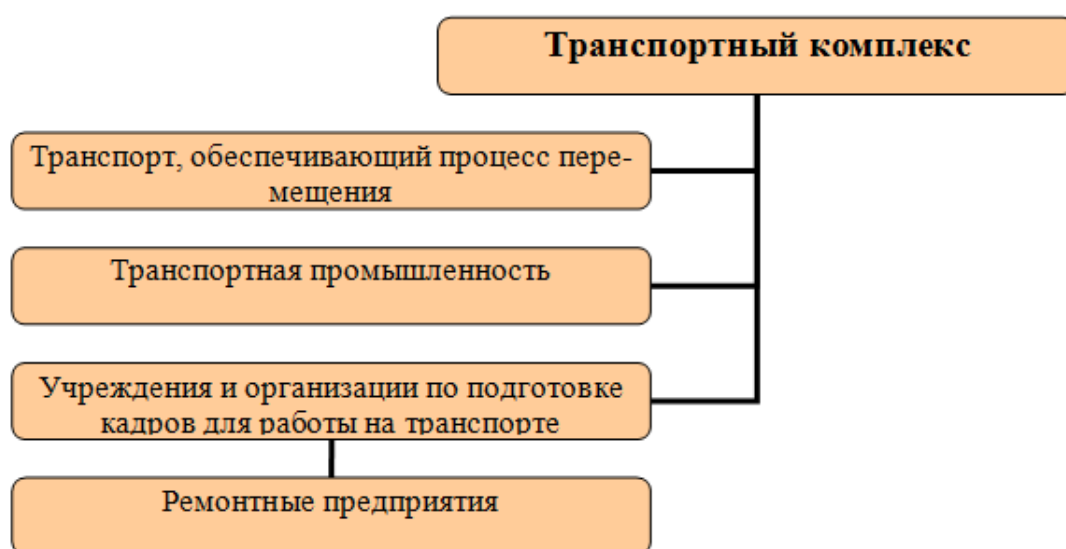 Транспортный комплекс
Транспорт, обеспечивающий процесс пере-
мещения
Транспортная промышленность
Учреждения и организации по подготовке
кадров для работы на транспорте
Ремонтные предприятия